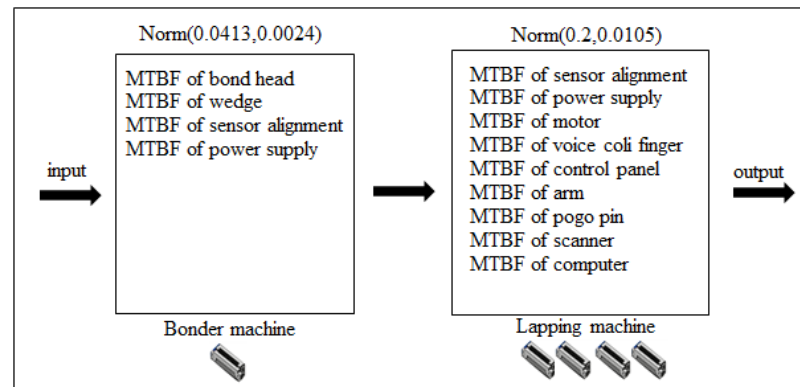 Norm(0.0413,0.0024)
MTBF of bond head
MTBF of wedge
MTBF of sensor alignment
MTBF of power supply
input
Bonder machine
Norm(0.2,0.0105)
MTBF of sensor alignment
MTBF of power supply
MTBF of motor
MTBF of voice coli finger
MTBF of control panel
MTBF of arm
MTBF of pogo pin
MTBF of scanner
MTBF of computer
output
Lapping machine